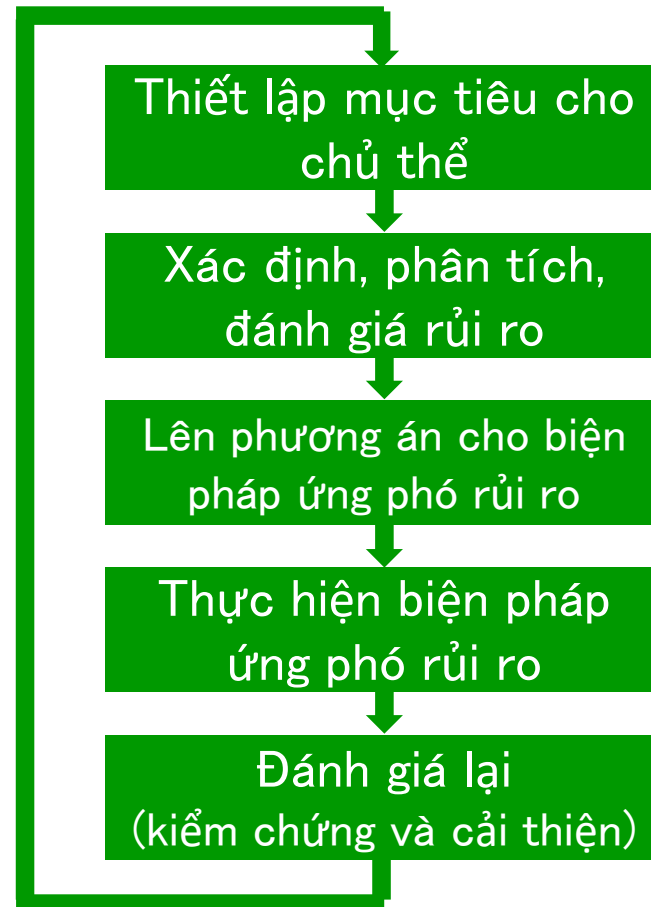 Thiết lập mục tiêu cho
chủ thể
Xác định, phân tích,
đánh giá rủi ro
Lên phương án cho biện
pháp ứng phó rủi ro
Thực hiện biện pháp
ứng phó rủi ro
Đánh giá lại
(kiểm chứng và cải thiện)